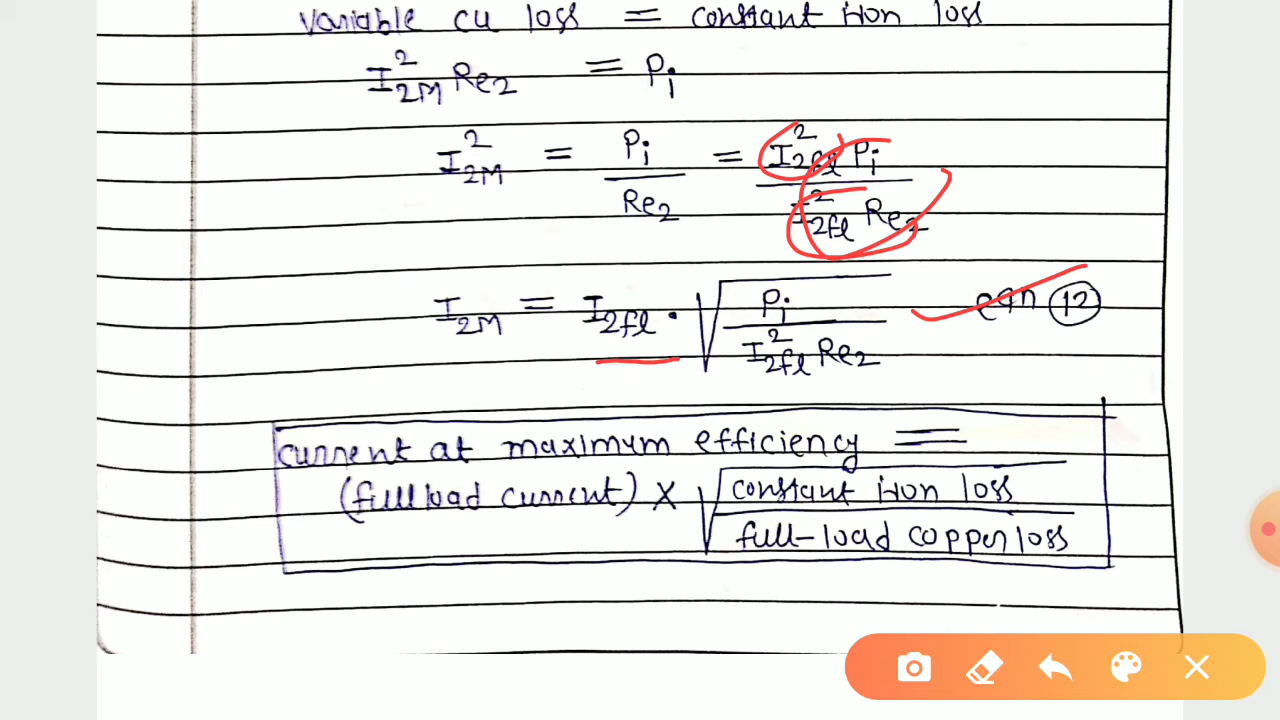 variable cu loss = constant iron loss
I²₂M Re₂ = Pi
I²₂M = Pi / Re₂ = I²₂fl Pi / I²₂fl Re₂
I₂M = I₂fl · √(Pi / I²₂fl Re₂) eqn (12)
current at maximum efficiency =
(full load current) × √(constant iron loss / full-load copper loss)